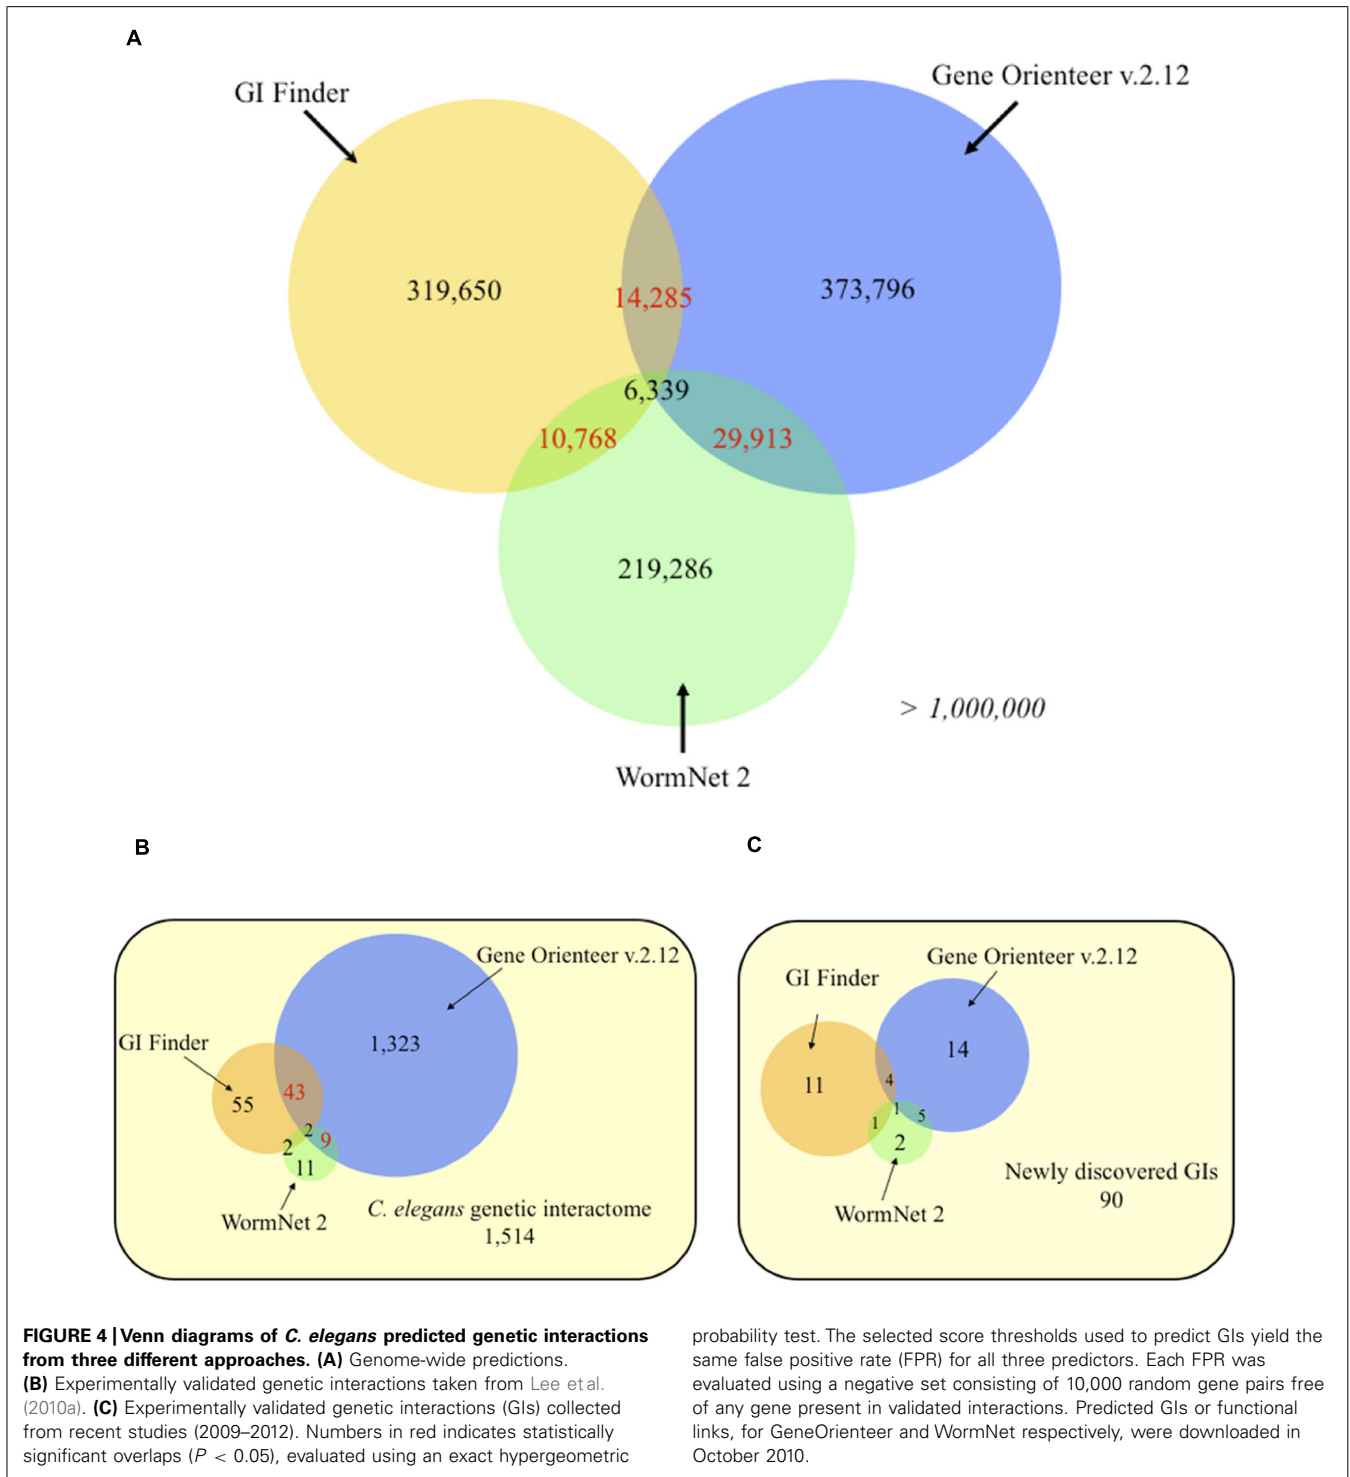 A
GI Finder
Gene Orienteer v.2.12
319,650
14,285
373,796
6,339
10,768
29,913
219,286
> 1,000,000
WormNet 2
B
Gene Orienteer v.2.12
GI Finder
1,323
43
55
2
2
9
11
WormNet 2
C. elegans genetic interactome
1,514
C
Gene Orienteer v.2.12
GI Finder
14
11
4
1
1
5
2
WormNet 2
Newly discovered GIs
90
FIGURE 4 | Venn diagrams of C. elegans predicted genetic interactions
from three different approaches. (A) Genome-wide predictions.
(B) Experimentally validated genetic interactions taken from Lee et al.
(2010a). (C) Experimentally validated genetic interactions (GIs) collected
from recent studies (2009–2012). Numbers in red indicates statistically
significant overlaps (P < 0.05), evaluated using an exact hypergeometric
probability test. The selected score thresholds used to predict GIs yield the
same false positive rate (FPR) for all three predictors. Each FPR was
evaluated using a negative set consisting of 10,000 random gene pairs free
of any gene present in validated interactions. Predicted GIs or functional
links, for GeneOrienteer and WormNet respectively, were downloaded in
October 2010.